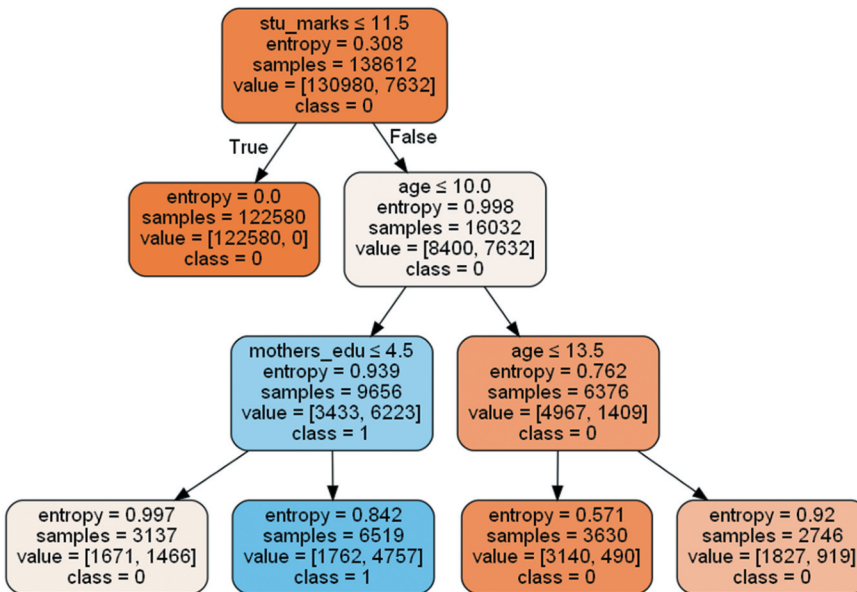 stu_marks ≤ 11.5
entropy = 0.308
samples = 138612
value = [130980, 7632]
class = 0
True
False
entropy = 0.0
samples = 122580
value = [122580, 0]
class = 0
age ≤ 10.0
entropy = 0.998
samples = 16032
value = [8400, 7632]
class = 0
mothers_edu ≤ 4.5
entropy = 0.939
samples = 9656
value = [3433, 6223]
class = 1
age ≤ 13.5
entropy = 0.762
samples = 6376
value = [4967, 1409]
class = 0
entropy = 0.997
samples = 3137
value = [1671, 1466]
class = 0
entropy = 0.842
samples = 6519
value = [1762, 4757]
class = 1
entropy = 0.571
samples = 3630
value = [3140, 490]
class = 0
entropy = 0.92
samples = 2746
value = [1827, 919]
class = 0